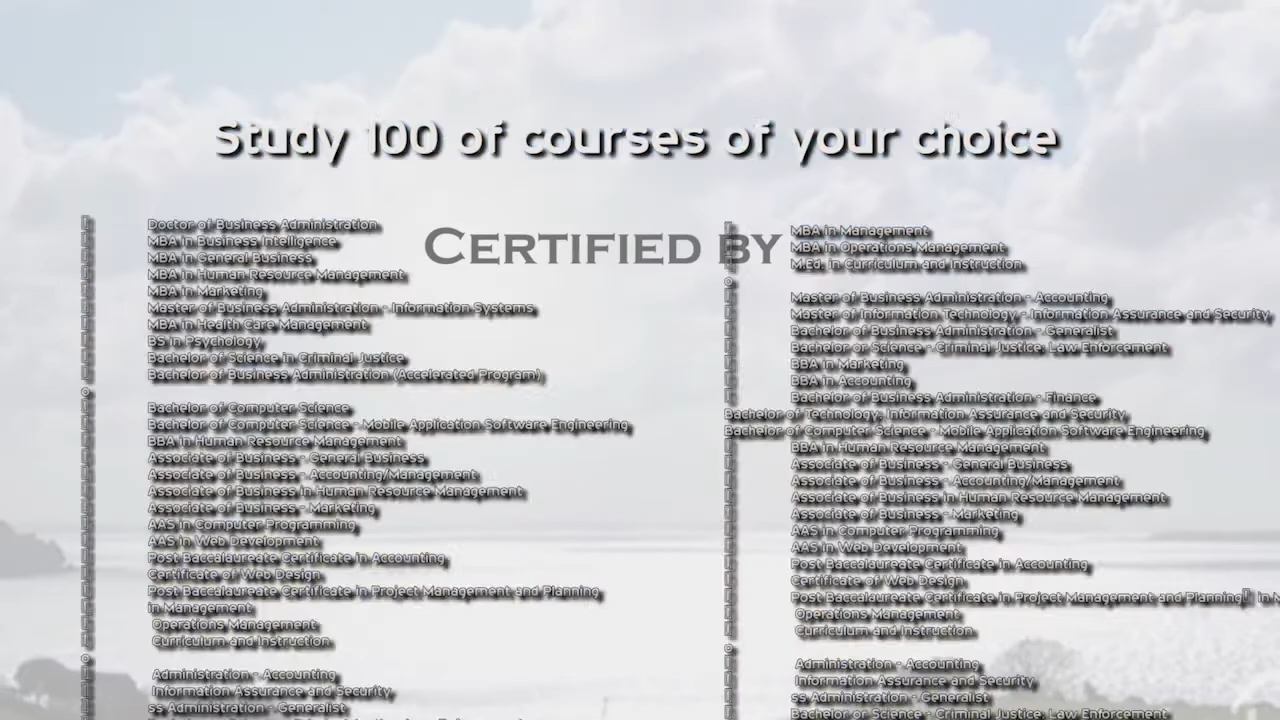 Study 100 of courses of your choice
CERTIFIED BY
Doctor of Business Administration
MBA in Business Intelligence
MBA in General Business
MBA in Human Resource Management
MBA in Marketing
Master of Business Administration - Information Systems
MBA in Health Care Management
BS in Psychology
Bachelor of Science in Criminal Justice
Bachelor of Business Administration (Accelerated Program)
Bachelor of Computer Science
Bachelor of Computer Science - Mobile Application Software Engineering
BBA in Human Resource Management
Associate of Business - General Business
Associate of Business - Accounting/Management
Associate of Business in Human Resource Management
Associate of Business - Marketing
AAS in Computer Programming
AAS in Web Development
Post Baccalaureate Certificate in Accounting
Certificate of Web Design
Post Baccalaureate Certificate in Project Management and Planning
in Management
Operations Management
Curriculum and Instruction
Administration - Accounting
Information Assurance and Security
ss Administration - Generalist
MBA in Management
MBA in Operations Management
M.Ed. in Curriculum and Instruction
Master of Business Administration - Accounting
Master of Information Technology - Information Assurance and Security
Bachelor of Business Administration - Generalist
Bachelor or Science - Criminal Justice: Law Enforcement
BBA in Marketing
BBA in Accounting
Bachelor of Business Administration - Finance
Bachelor of Technology: Information Assurance and Security
Bachelor of Computer Science - Mobile Application Software Engineering
BBA in Human Resource Management
Associate of Business - General Business
Associate of Business - Accounting/Management
Associate of Business in Human Resource Management
Associate of Business - Marketing
AAS in Computer Programming
AAS in Web Development
Post Baccalaureate Certificate in Accounting
Certificate of Web Design
Post Baccalaureate Certificate in Project Management and Planning in
Operations Management
Curriculum and Instruction
Administration - Accounting
Information Assurance and Security
ss Administration - Generalist
Bachelor or Science - Criminal Justice: Law Enforcement